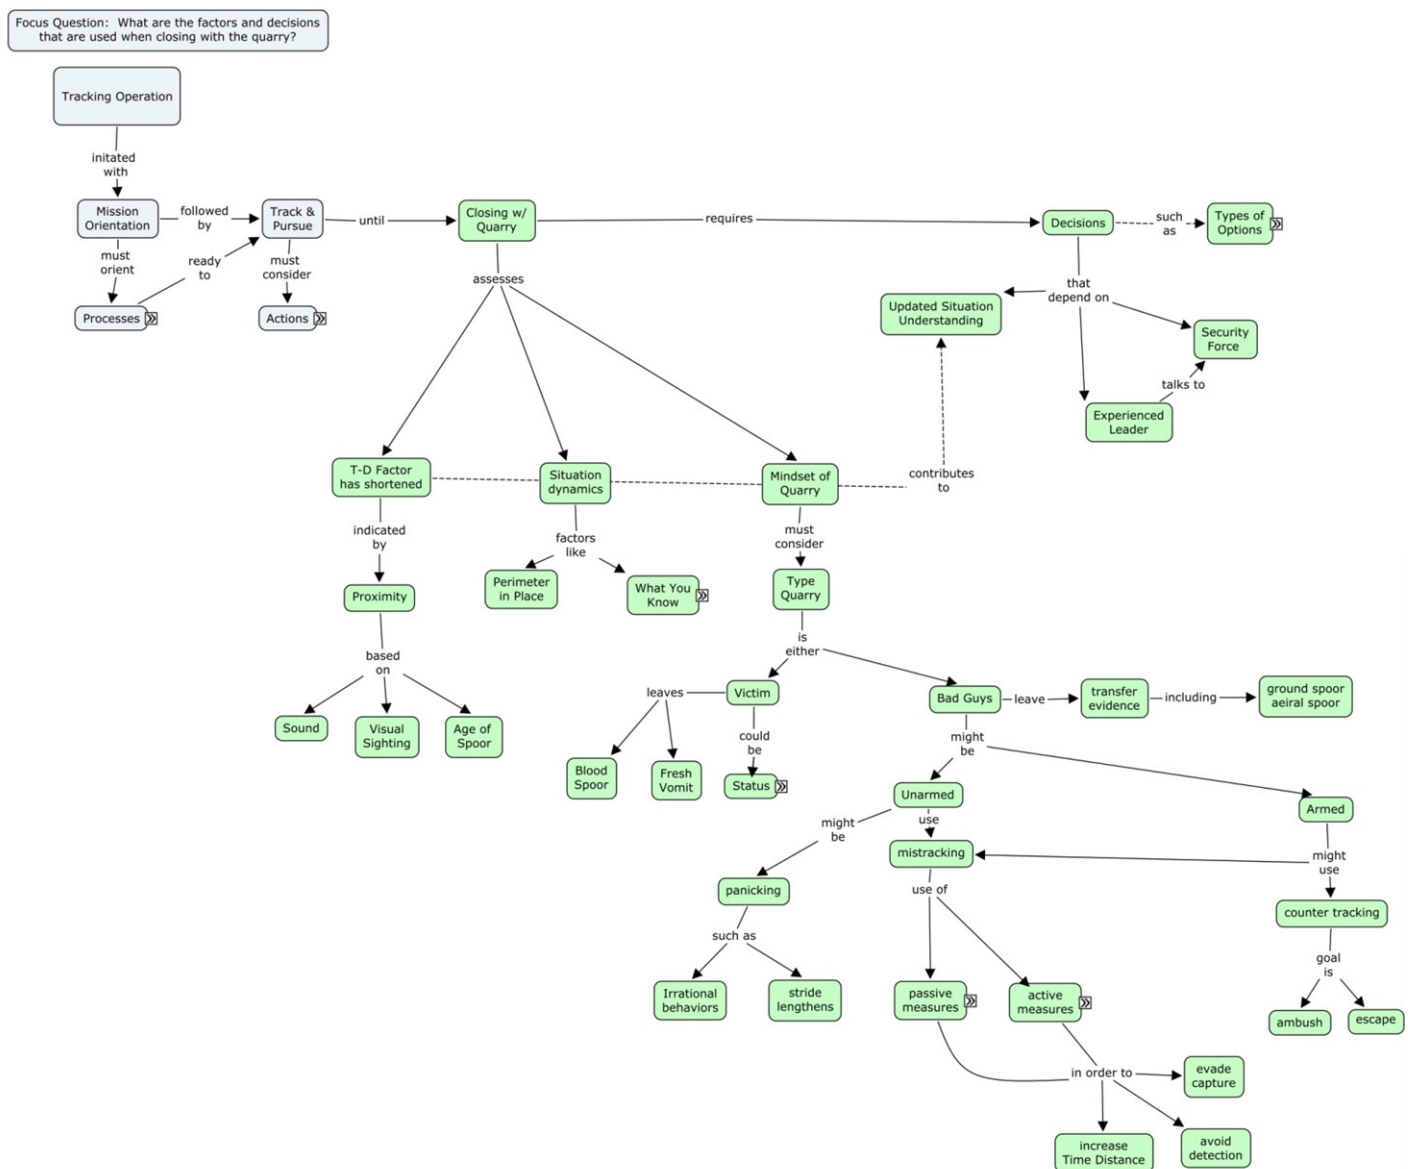 Focus Question:  What are the factors and decisions
that are used when closing with the quarry?
Tracking Operation
initated
with
Mission
Orientation
followed
by
Track &
Pursue
until
Closing w/
Quarry
requires
Decisions
such
as
Types of
Options
must
orient
ready
to
must
consider
Processes
Actions
assesses
that
depend on
Updated Situation
Understanding
Security
Force
talks to
Experienced
Leader
T-D Factor
has shortened
Situation
dynamics
Mindset of
Quarry
contributes
to
indicated
by
factors
like
must
consider
Proximity
Perimeter
in Place
What You
Know
Type
Quarry
based
on
is
either
Sound
Visual
Sighting
Age of
Spoor
leaves
Victim
Bad Guys
leave
transfer
evidence
including
ground spoor
aeiral spoor
could
be
might
be
Blood
Spoor
Fresh
Vomit
Status
Unarmed
Armed
might
be
use
mistracking
might
use
panicking
use of
counter tracking
such as
goal
is
Irrational
behaviors
stride
lengthens
passive
measures
active
measures
ambush
escape
in order to
evade
capture
increase
Time Distance
avoid
detection